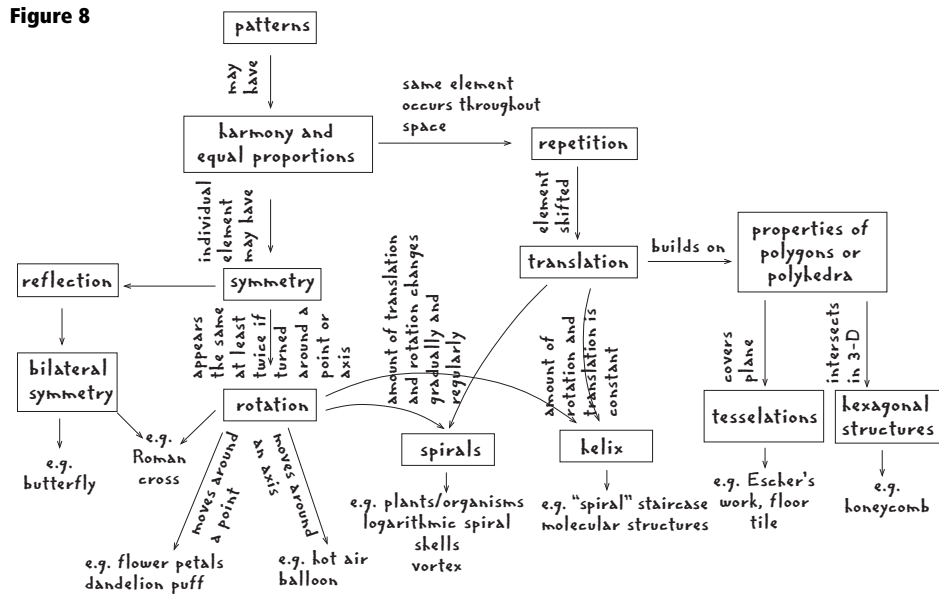 Figure 8
patterns
may
have
same element
occurs throughout
space
harmony and
equal proportions
repetition
individual
element
may have
element
shifted
properties of
polygons or
polyhedra
builds on
translation
reflection
symmetry
appears
the same
at least
twice if
turned
around a
point or
axis
amount of translation
and rotation changes
gradually and
regularly
amount of
rotation and
translation is
constant
covers
plane
intersects
in 3-D
bilateral
symmetry
rotation
tesselations
hexagonal
structures
spirals
helix
e.g.
butterfly
e.g.
Roman
cross
moves around
a point
moves around
an axis
e.g. plants/organisms
logarithmic spiral
shells
vortex
e.g. "spiral" staircase
molecular structures
e.g. Escher's
work, floor
tile
e.g.
honeycomb
e.g. flower petals
dandelion puff
e.g. hot air
balloon